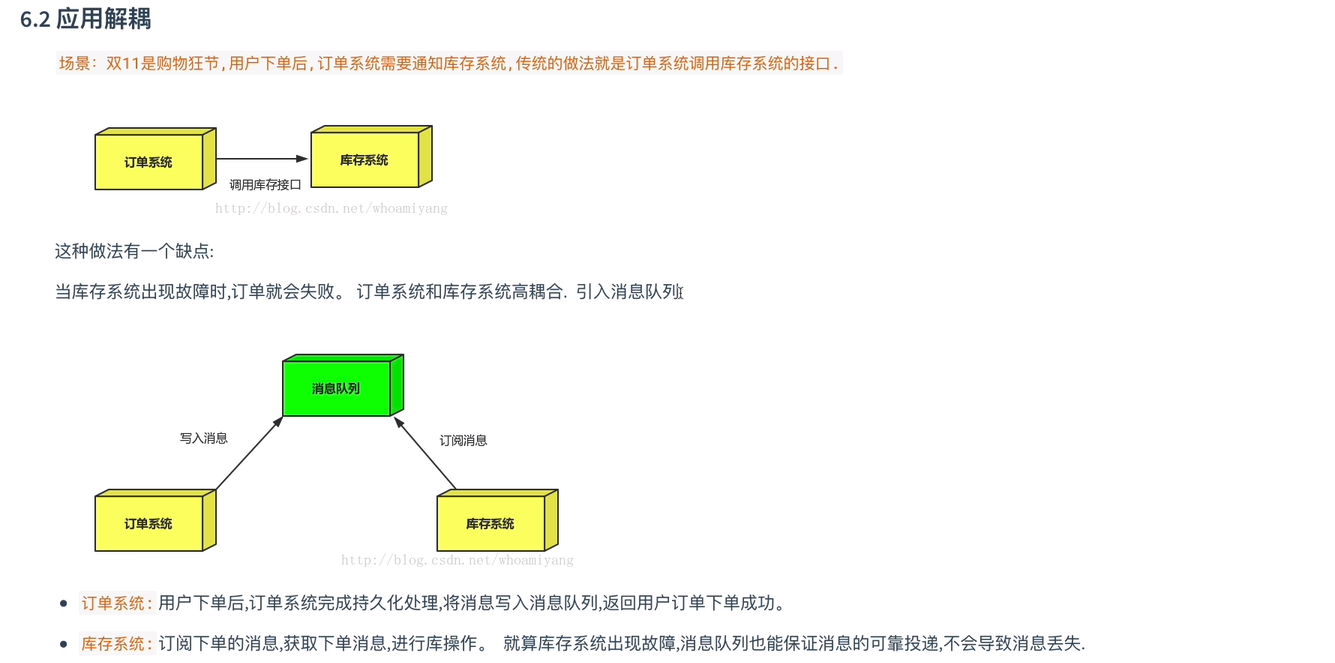 6.2 应用解耦
场景：双11是购物狂节,用户下单后,订单系统需要通知库存系统,传统的做法就是订单系统调用库存系统的接口.
订单系统
库存系统
调用库存接口
http://blog.csdn.net/whoamiyang
这种做法有一个缺点:
当库存系统出现故障时,订单就会失败。 订单系统和库存系统高耦合. 引入消息队列
消息队列
写入消息
订阅消息
订单系统
库存系统
http://blog.csdn.net/whoamiyang
订单系统:用户下单后,订单系统完成持久化处理,将消息写入消息队列,返回用户订单下单成功。
库存系统:订阅下单的消息,获取下单消息,进行库操作。 就算库存系统出现故障,消息队列也能保证消息的可靠投递,不会导致消息丢失.